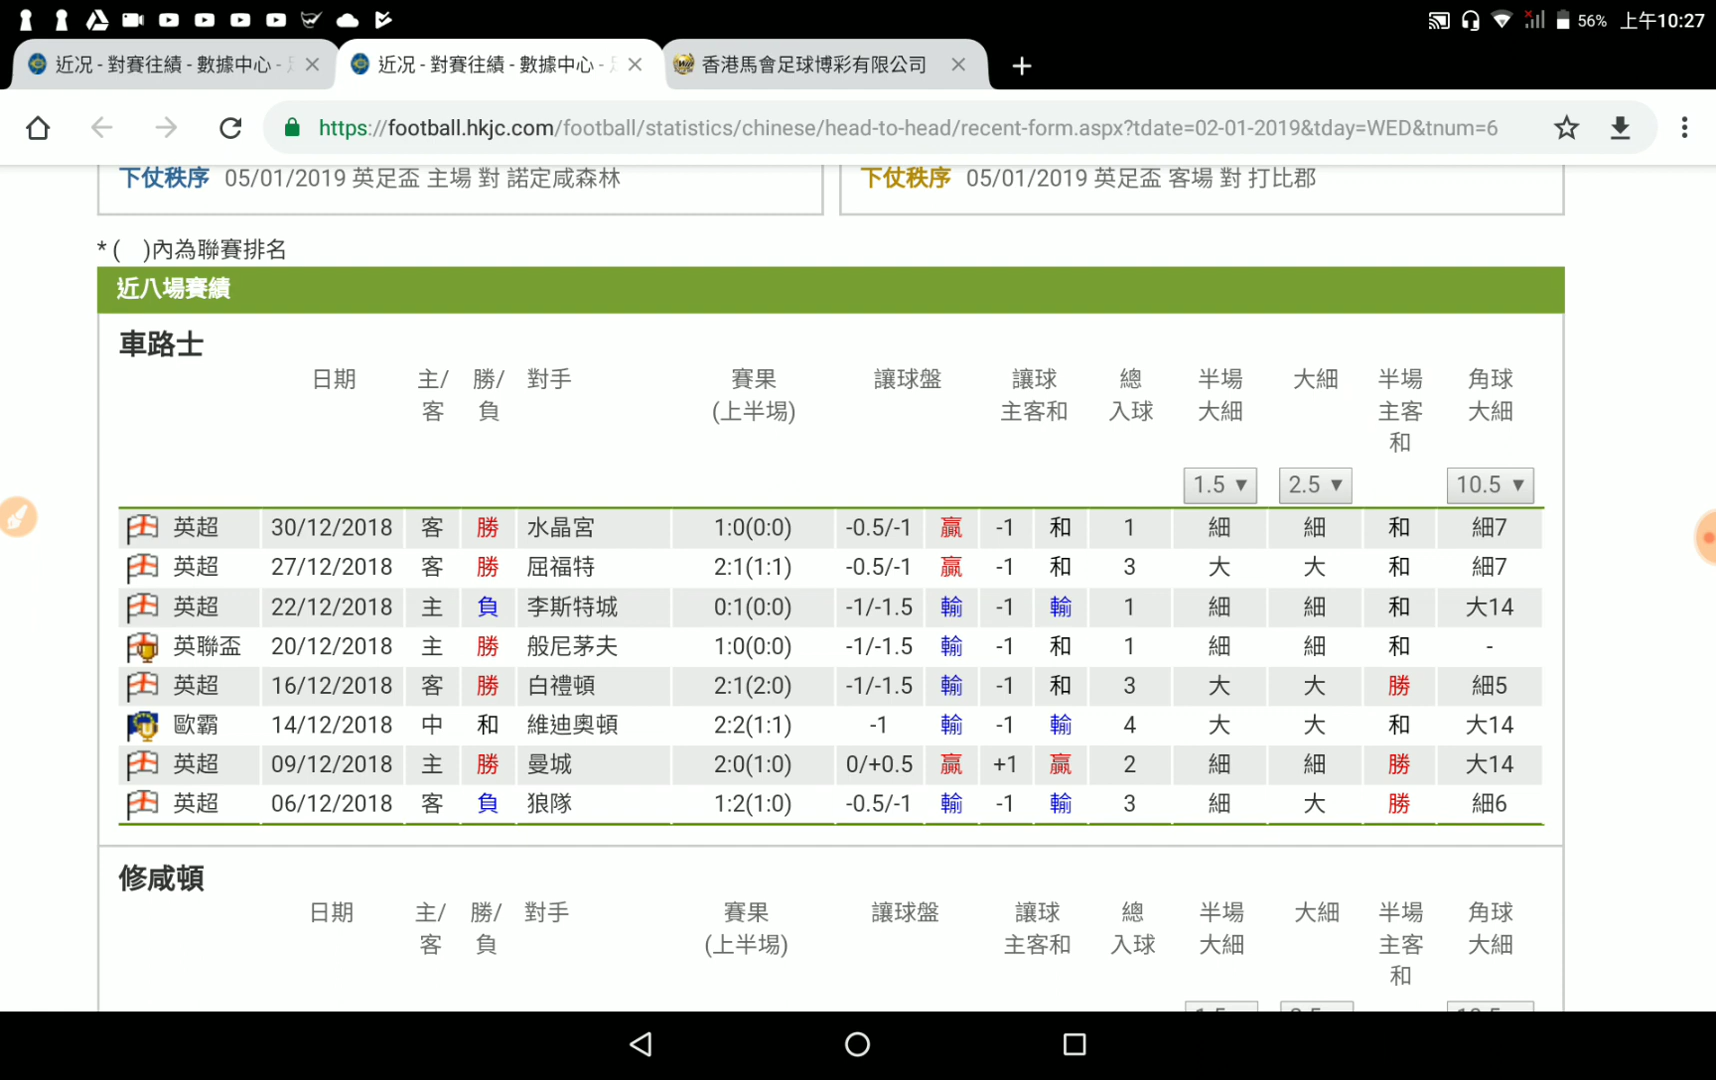 56% 上午10:27
近况 - 對賽往績 - 數據中心 - 近况 - 對賽往績 - 數據中心 - 香港馬會足球博彩有限公司
https://football.hkjc.com/football/statistics/chinese/head-to-head/recent-form.aspx?tdate=02-01-2019&tday=WED&tnum=6
下仗秩序 05/01/2019 英足盃 主場 對 諾定咸森林 下仗秩序 05/01/2019 英足盃 客場 對 打比郡
* ( )內為聯賽排名
近八場賽績
車路士
日期 主/ 勝/ 對手 賽果 讓球盤 讓球 總 半場 大細 半場 角球
客 負 (上半場) 主客和 入球 大細 主客 大細
和
1.5 ▼ 2.5 ▼ 10.5 ▼
英超 30/12/2018 客 勝 水晶宮 1:0(0:0) -0.5/-1 贏 -1 和 1 細 細 和 細7
英超 27/12/2018 客 勝 屈福特 2:1(1:1) -0.5/-1 贏 -1 和 3 大 大 和 細7
英超 22/12/2018 主 負 李斯特城 0:1(0:0) -1/-1.5 輸 -1 輸 1 細 細 和 大14
英聯盃 20/12/2018 主 勝 般尼茅夫 1:0(0:0) -1/-1.5 輸 -1 和 1 細 細 和 -
英超 16/12/2018 客 勝 白禮頓 2:1(2:0) -1/-1.5 輸 -1 和 3 大 大 勝 細5
歐霸 14/12/2018 中 和 維迪奧頓 2:2(1:1) -1 輸 -1 輸 4 大 大 和 大14
英超 09/12/2018 主 勝 曼城 2:0(1:0) 0/+0.5 贏 +1 贏 2 細 細 勝 大14
英超 06/12/2018 客 負 狼隊 1:2(1:0) -0.5/-1 輸 -1 輸 3 細 大 勝 細6
修咸頓
日期 主/ 勝/ 對手 賽果 讓球盤 讓球 總 半場 大細 半場 角球
客 負 (上半場) 主客和 入球 大細 主客 大細
和